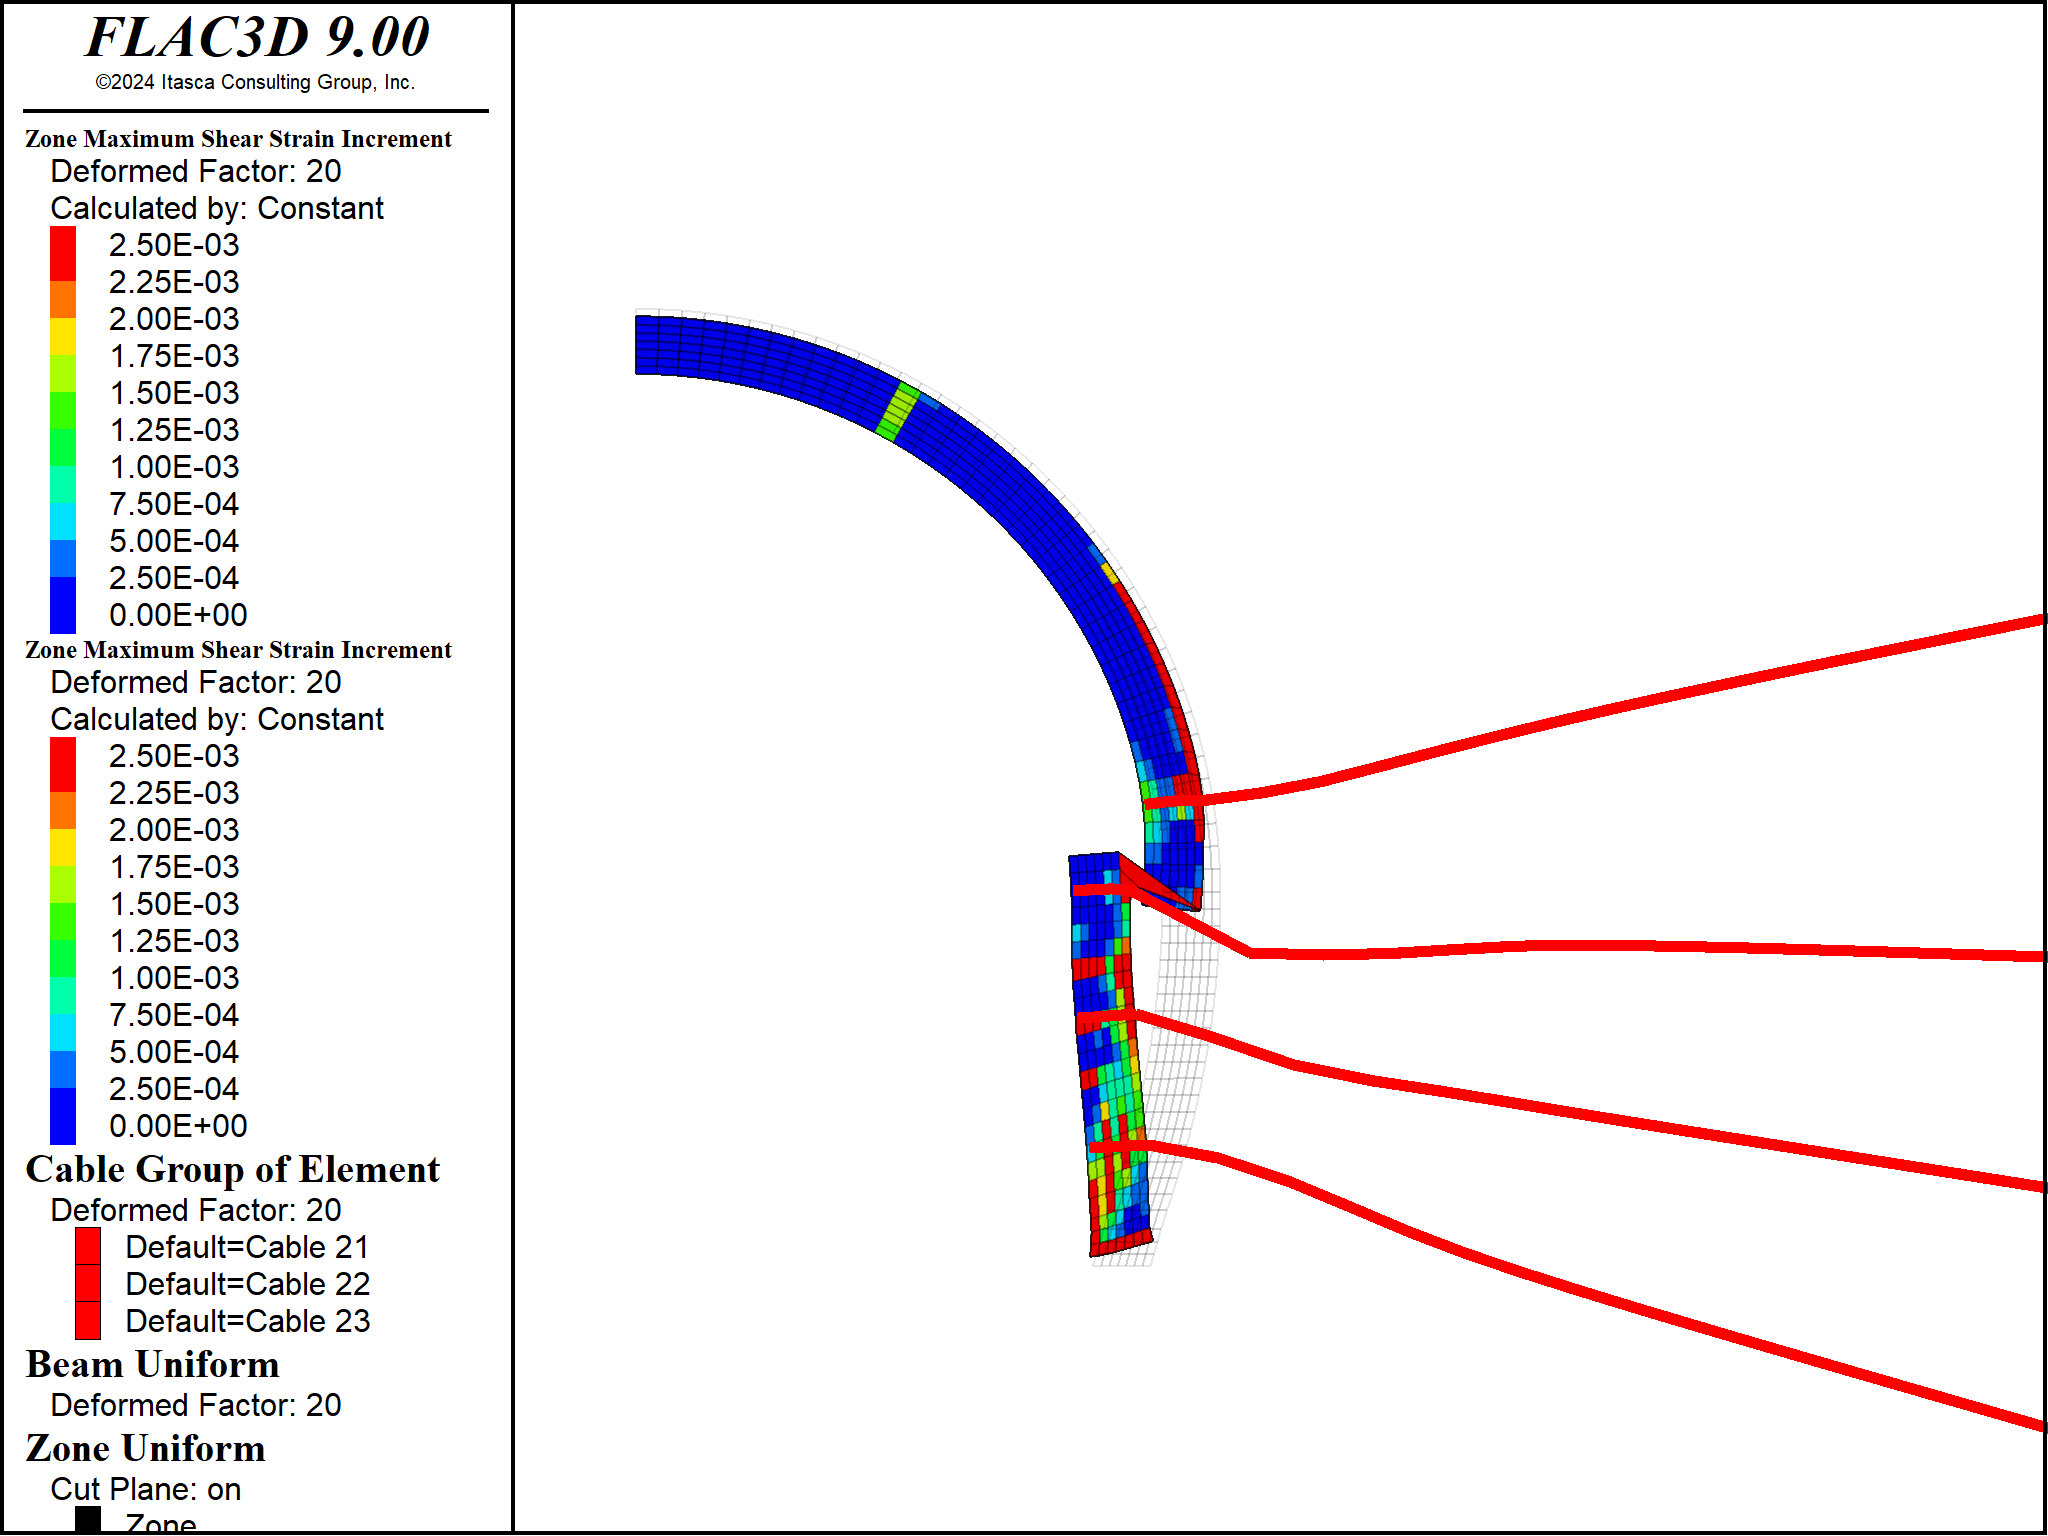 FLAC3D 9.00
©2024 Itasca Consulting Group, Inc.
Zone Maximum Shear Strain Increment
Deformed Factor: 20
Calculated by: Constant
2.50E-03
2.25E-03
2.00E-03
1.75E-03
1.50E-03
1.25E-03
1.00E-03
7.50E-04
5.00E-04
2.50E-04
0.00E+00
Zone Maximum Shear Strain Increment
Deformed Factor: 20
Calculated by: Constant
2.50E-03
2.25E-03
2.00E-03
1.75E-03
1.50E-03
1.25E-03
1.00E-03
7.50E-04
5.00E-04
2.50E-04
0.00E+00
Cable Group of Element
Deformed Factor: 20
Default=Cable 21
Default=Cable 22
Default=Cable 23
Beam Uniform
Deformed Factor: 20
Zone Uniform
Cut Plane: on
Zone